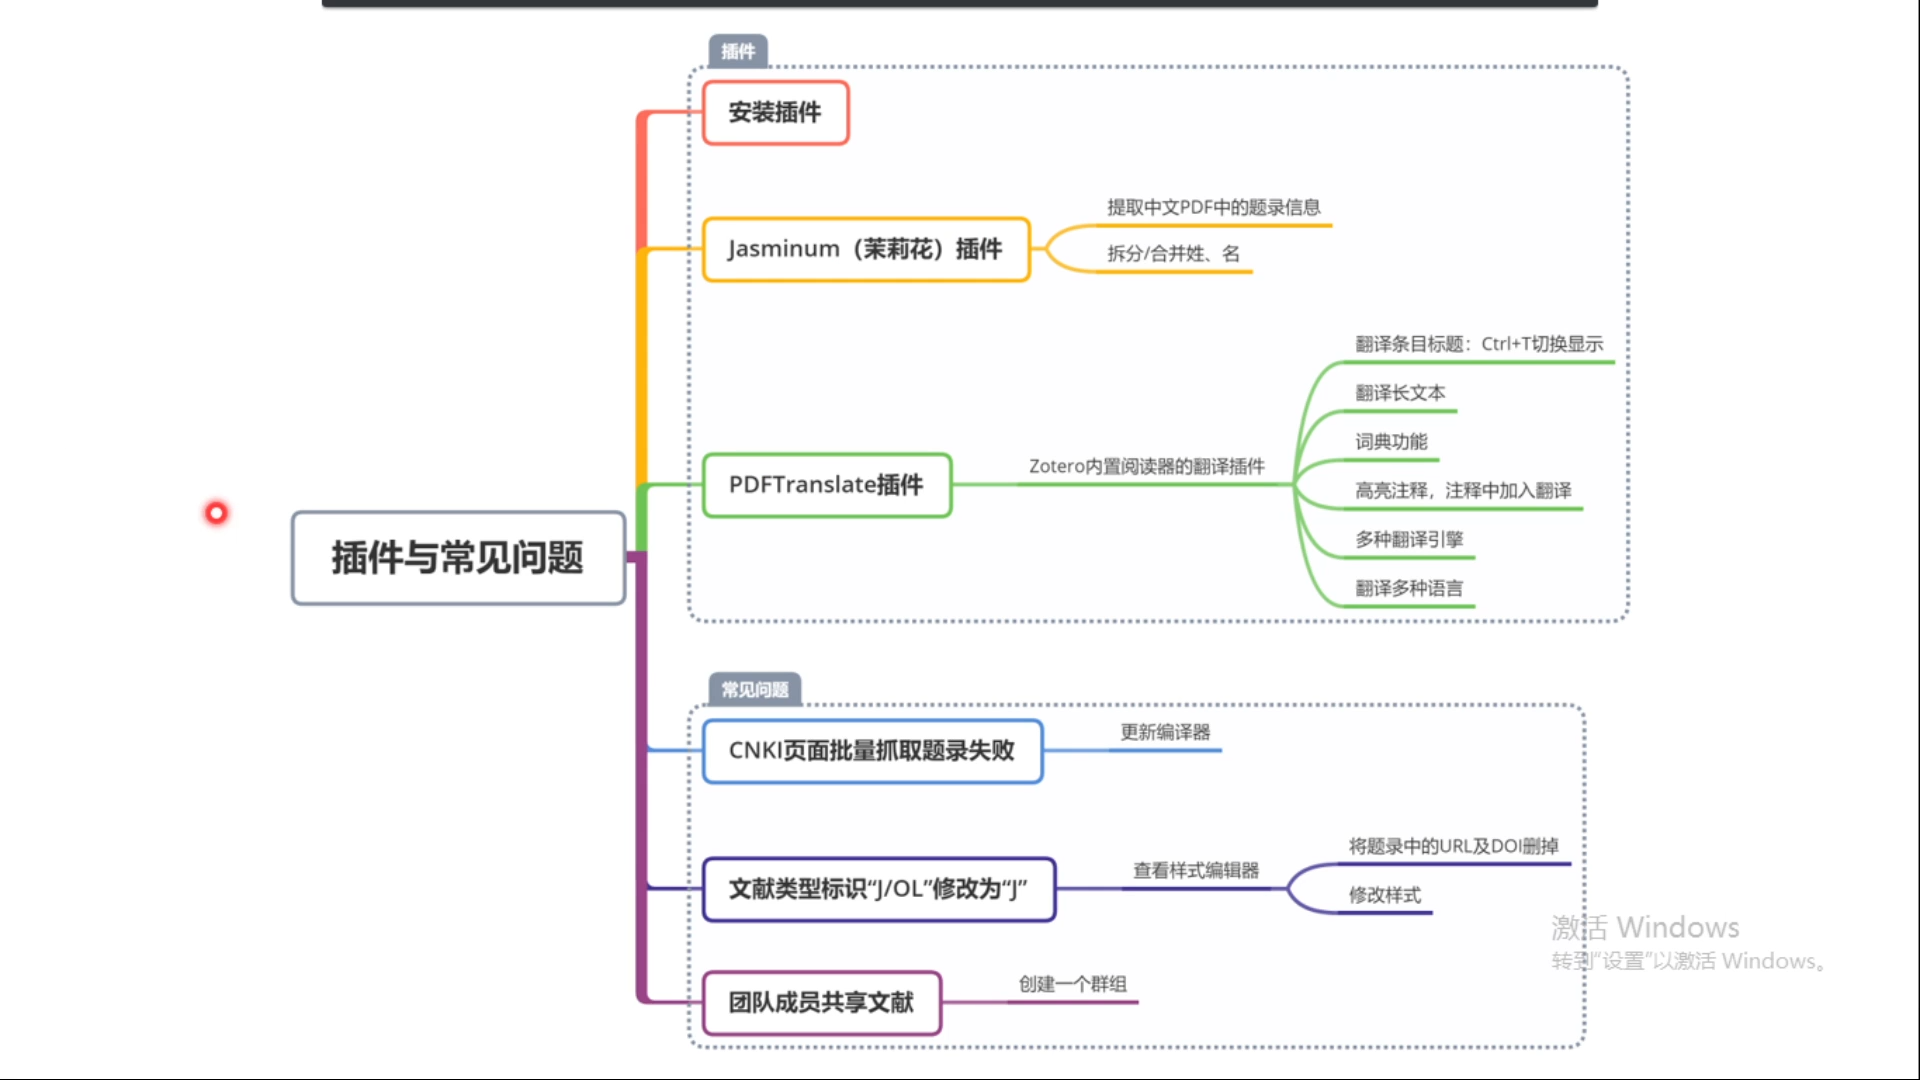 插件
安装插件
Jasminum（茉莉花）插件
提取中文PDF中的题录信息
拆分/合并姓、名
PDFTranslate插件
Zotero内置阅读器的翻译插件
翻译条目标题：Ctrl+T切换显示
翻译长文本
词典功能
高亮注释，注释中加入翻译
多种翻译引擎
翻译多种语言
插件与常见问题
常见问题
CNKI页面批量抓取题录失败
更新编译器
文献类型标识“J/OL”修改为“J”
查看样式编辑器
将题录中的URL及DOI删掉
修改样式
团队成员共享文献
创建一个群组
激活 Windows
转到“设置”以激活 Windows。